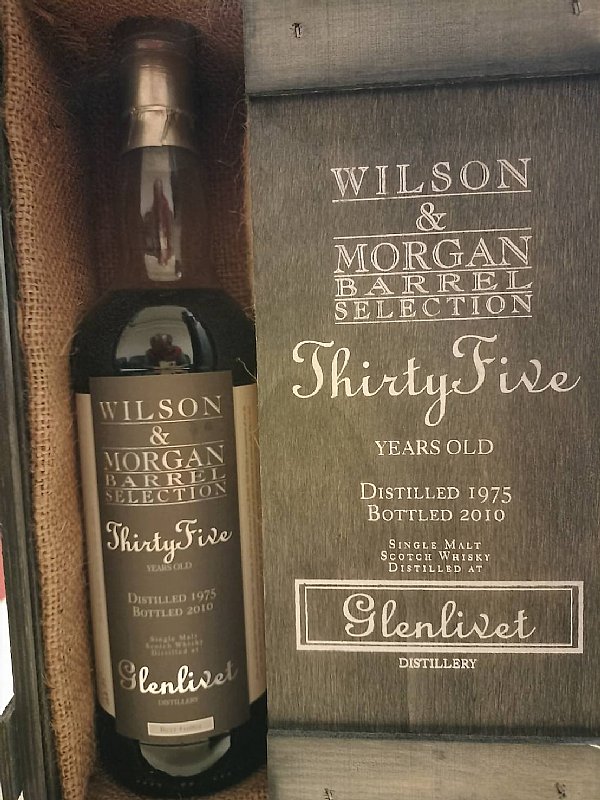 WILSON
&
MORGAN
BARREL
SELECTION
ThirtyFive
YEARS OLD
DISTILLED 1975
BOTTLED 2010
Single Malt
Scotch Whisky
Distilled at
Glenlivet
DISTILLERY
WILSON
&
MORGAN
BARREL
SELECTION
ThirtyFive
YEARS OLD
DISTILLED 1975
BOTTLED 2010
SINGLE MALT
SCOTCH WHISKY
DISTILLED AT
Glenlivet
DISTILLERY